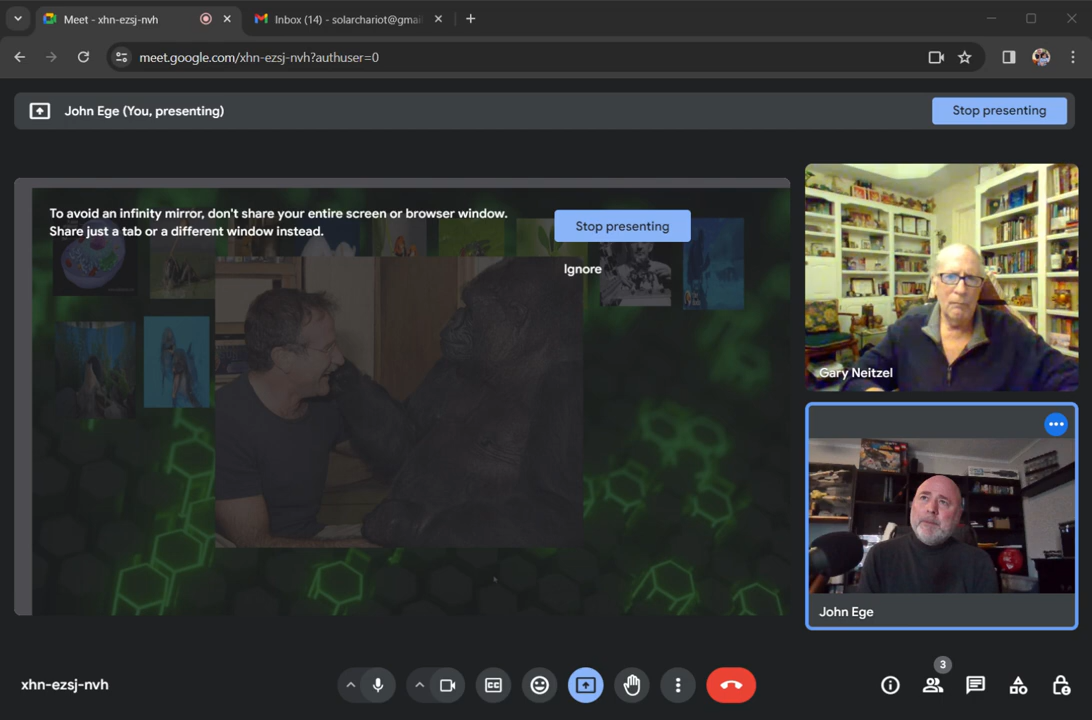 Meet - xhn-ezsj-nvh
Inbox (14) - solarchariot@gmai
meet.google.com/xhn-ezsj-nvh?authuser=0
John Ege (You, presenting)
Stop presenting
To avoid an infinity mirror, don't share your entire screen or browser window.
Share just a tab or a different window instead.
Stop presenting
Ignore
Gary Neitzel
John Ege
xhn-ezsj-nvh
CC
3